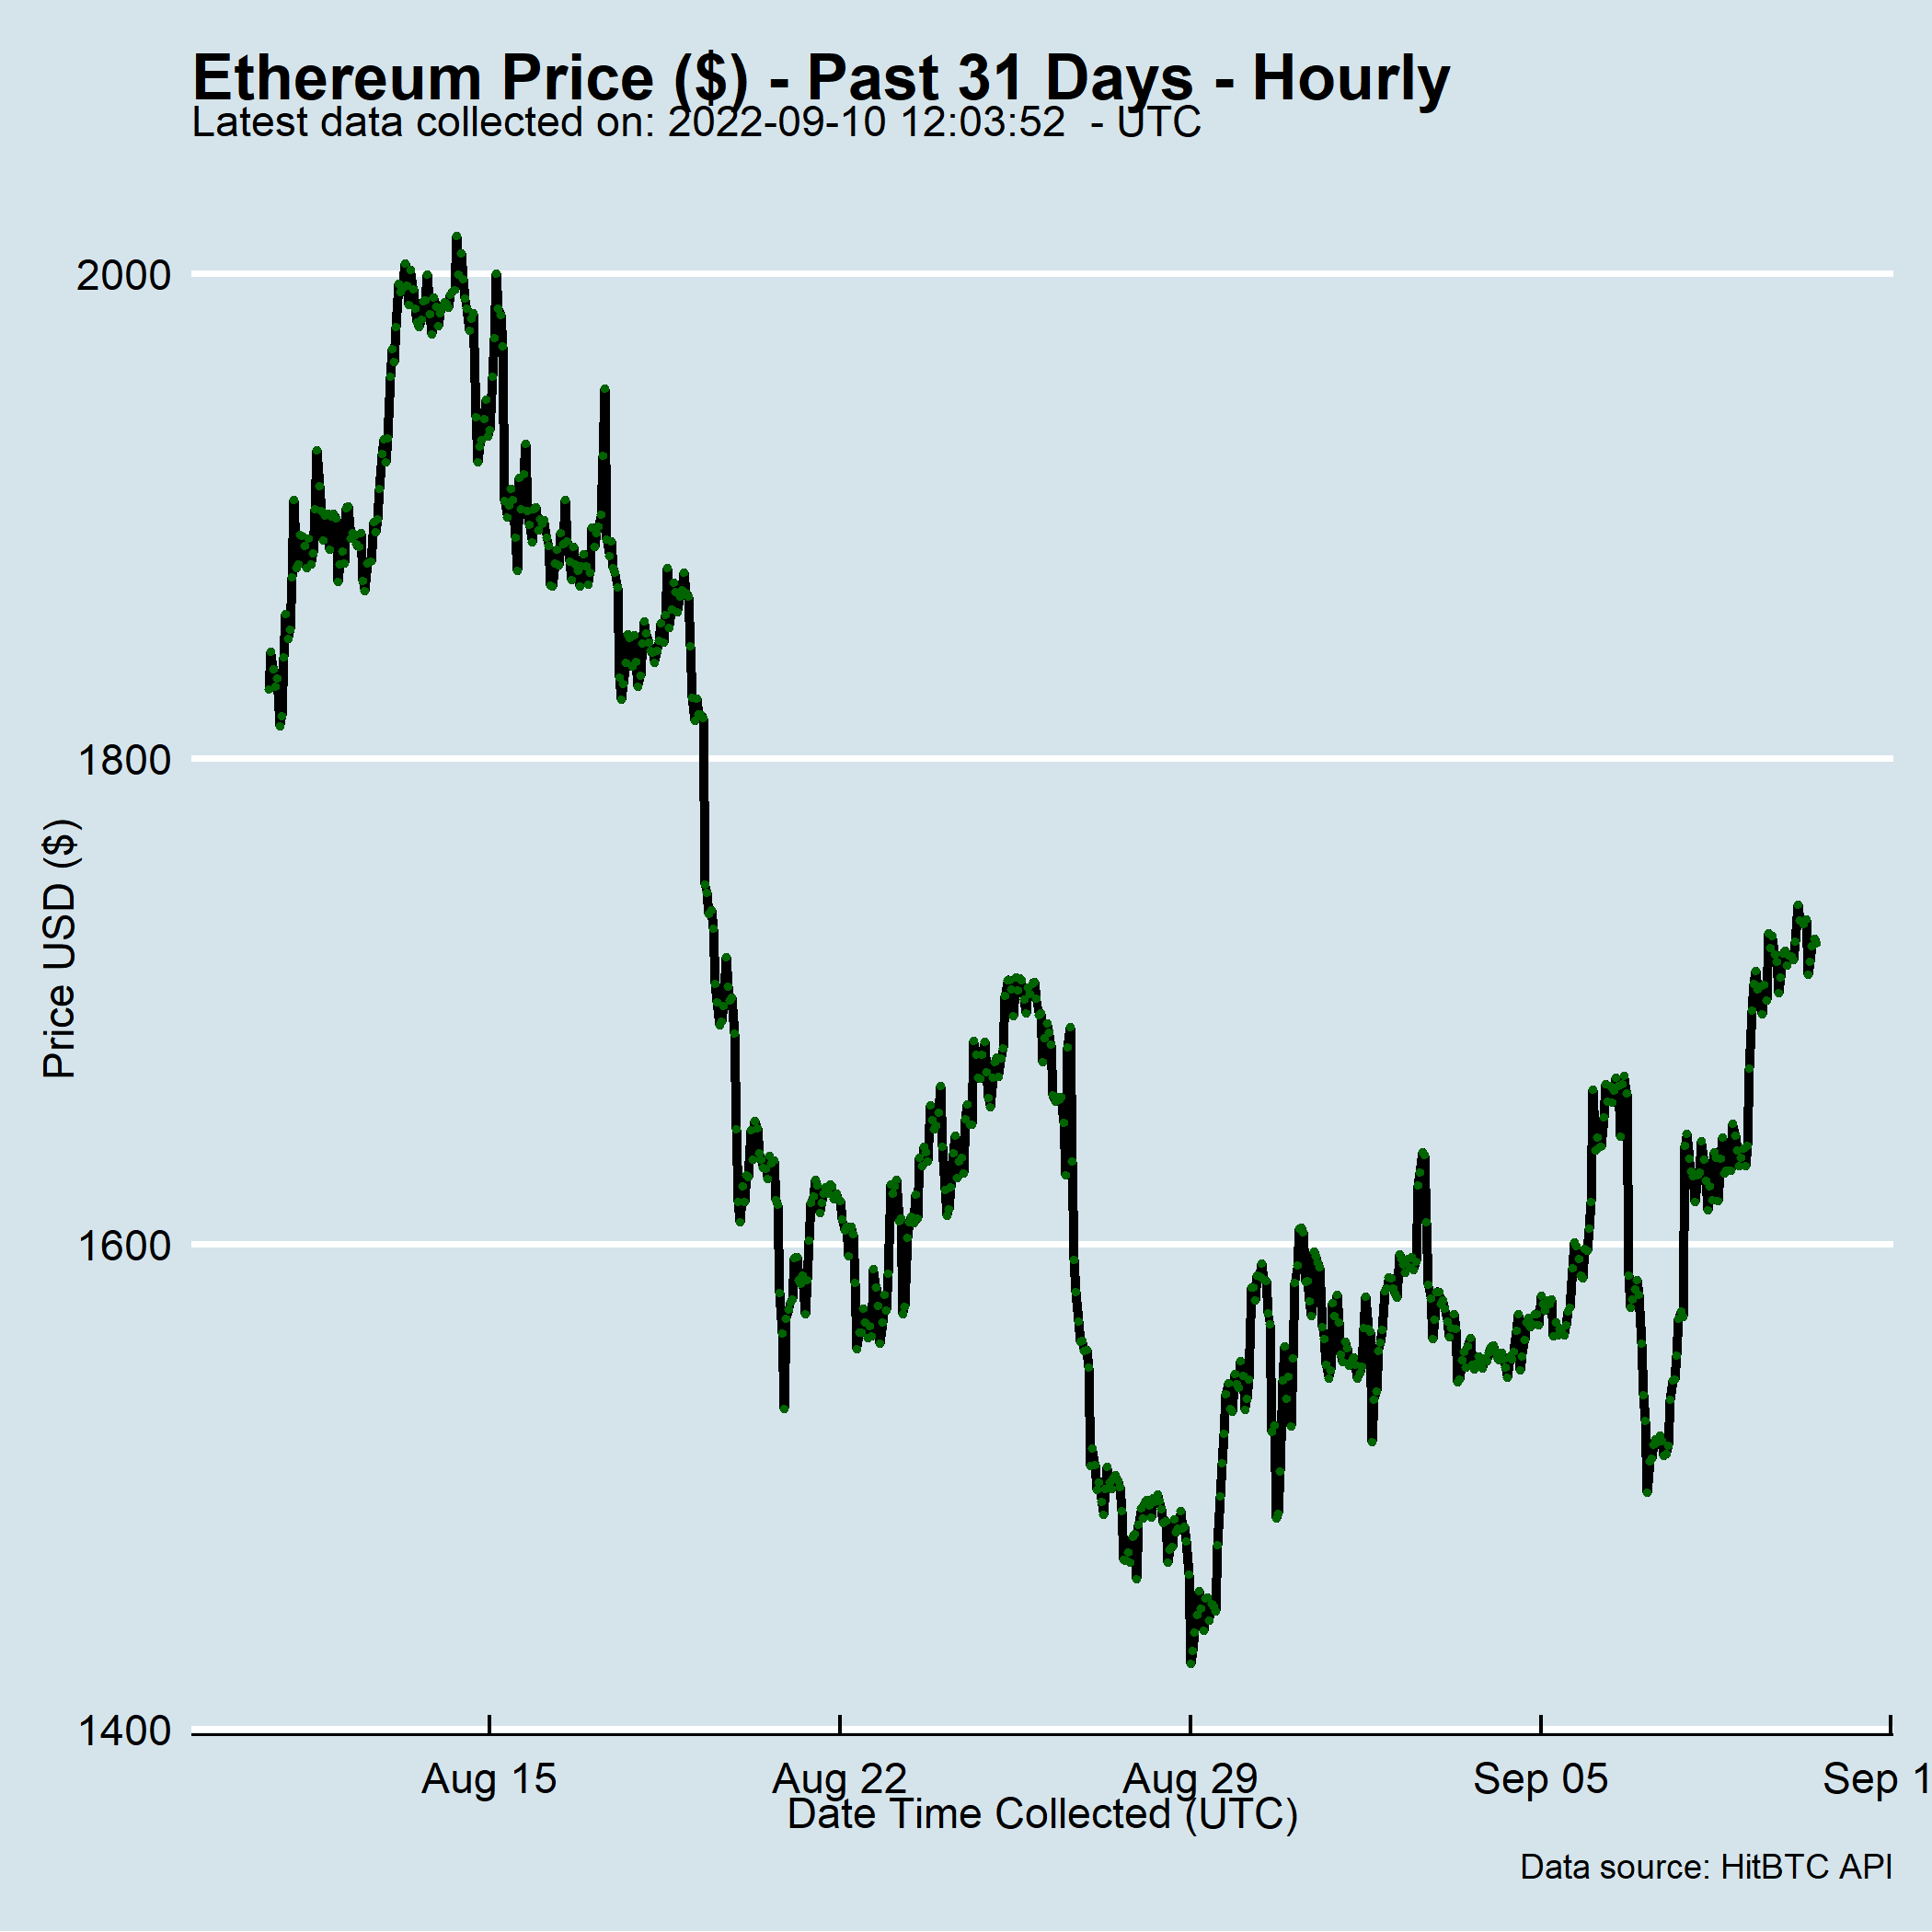 Ethereum Price ($) - Past 31 Days - Hourly
Latest data collected on: 2022-09-10 12:03:52  - UTC
2000
1800
1600
1400
Price USD ($)
Aug 15 Aug 22 Aug 29 Sep 05 Sep 1
Date Time Collected (UTC)
Data source: HitBTC API